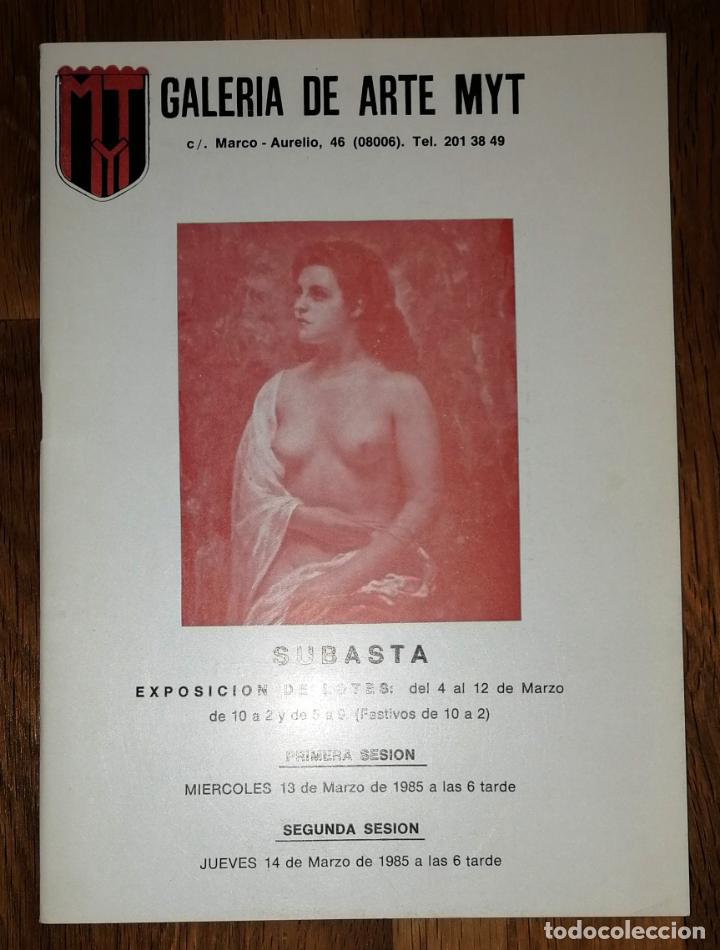 MYT
GALERIA DE ARTE MYT
c/. Marco - Aurelio, 46 (08006). Tel. 201 38 49
SUBASTA
EXPOSICION DE LOTES: del 4 al 12 de Marzo
de 10 a 2 y de 5 a 9. (Festivos de 10 a 2)
PRIMERA SESION
MIERCOLES 13 de Marzo de 1985 a las 6 tarde
SEGUNDA SESION
JUEVES 14 de Marzo de 1985 a las 6 tarde
todocoleccion